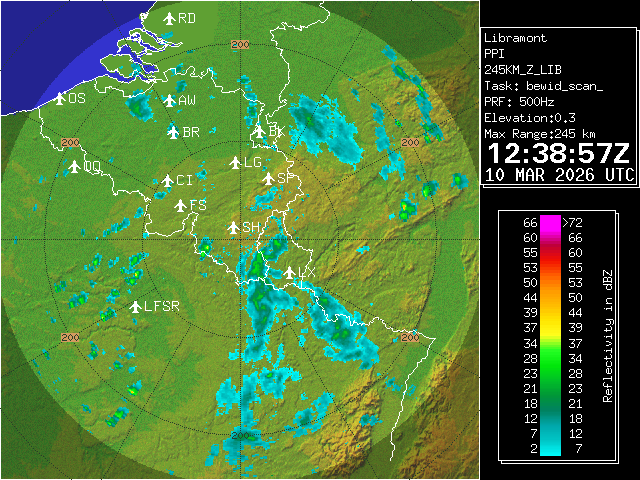 RD
200
OS
AW
BR
BK
200
200
OO
LG
CI
SP
FS
SH
LX
LFSR
200
200
200
Libramont
PPI
245KM_Z_LIB
Task: bewid_scan_
PRF: 500Hz
Elevation:0.3
Max Range:245 km
12:38:57Z
10 MAR 2026 UTC
66 >72
60 66
55 60
53 55
50 53
44 50
39 44
37 39
34 37
28 34
23 28
21 23
18 21
12 18
7 12
2 7
Reflectivity in dBZ